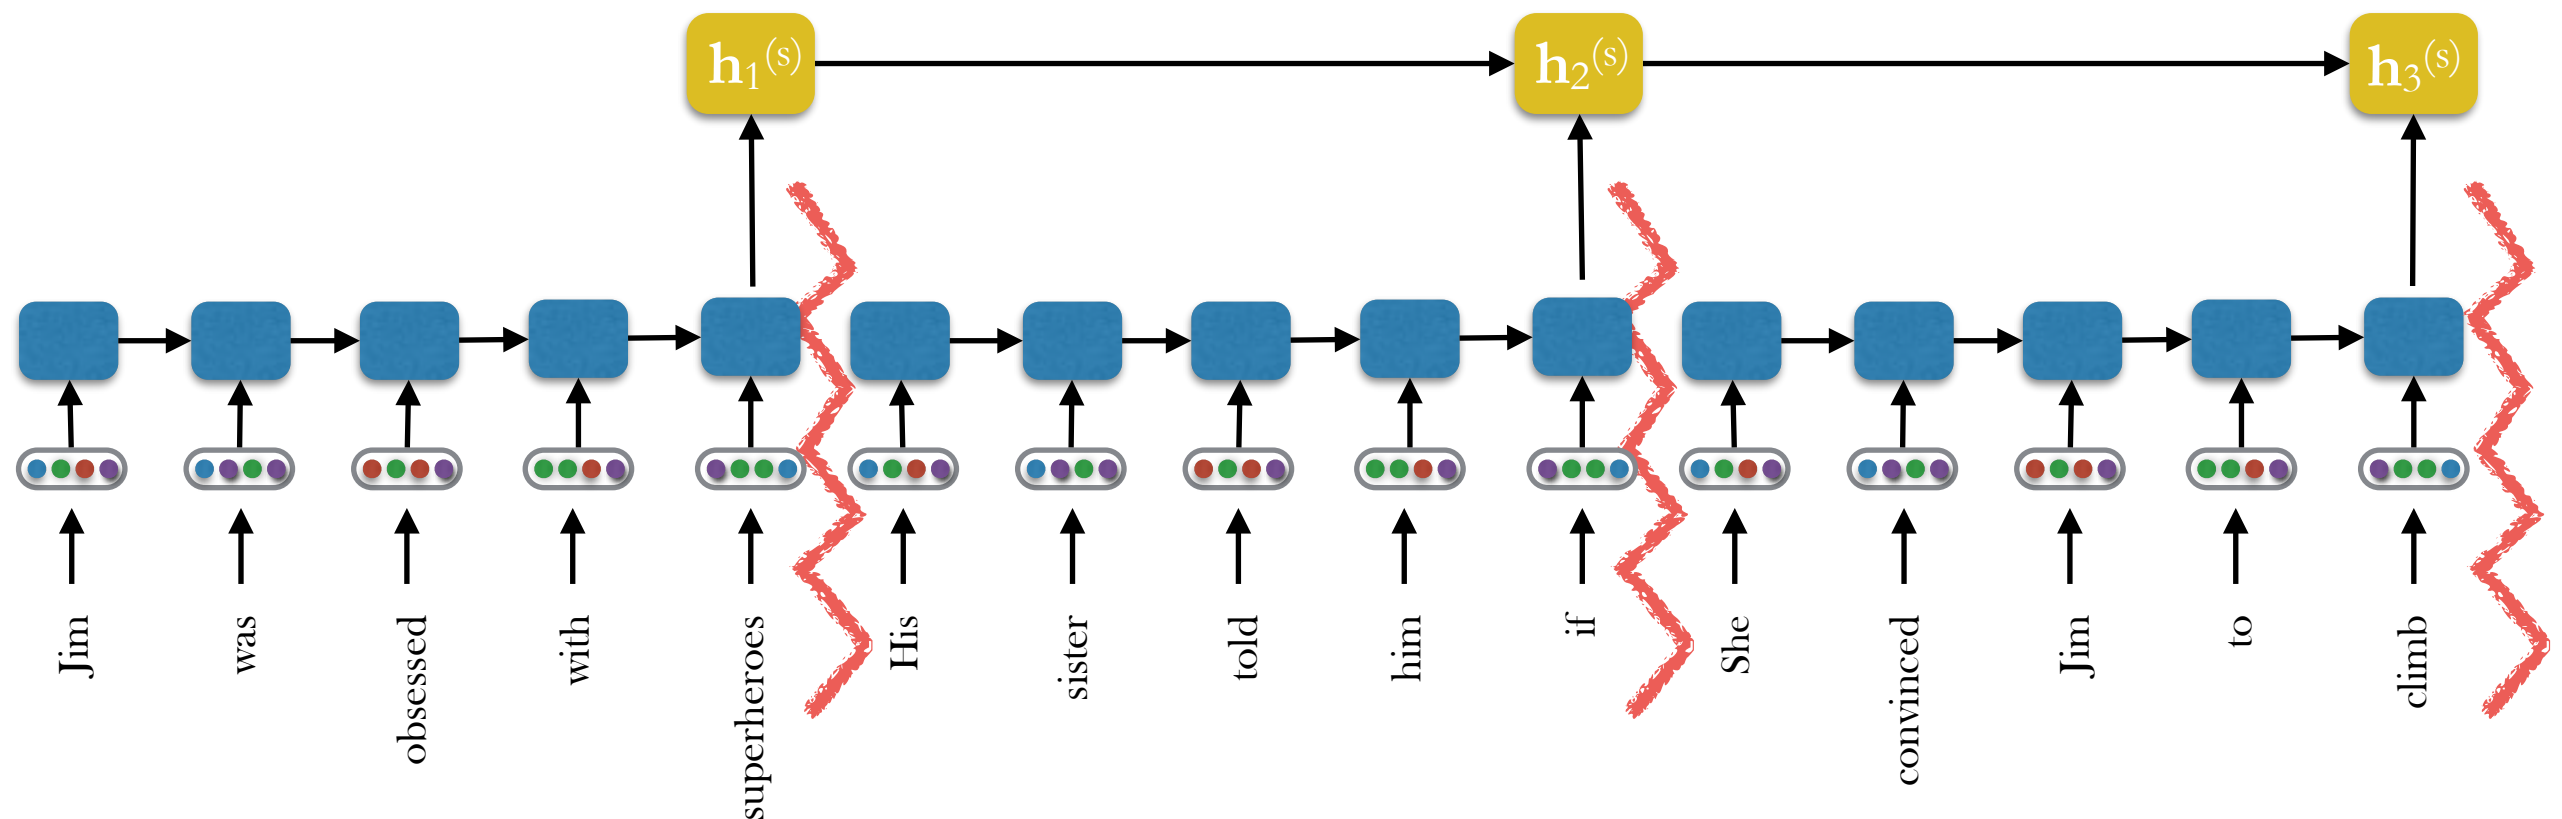 h₁⁽ˢ⁾ h₂⁽ˢ⁾ h₃⁽ˢ⁾
Jim was obsessed with superheroes His sister told him if She convinced Jim to climb